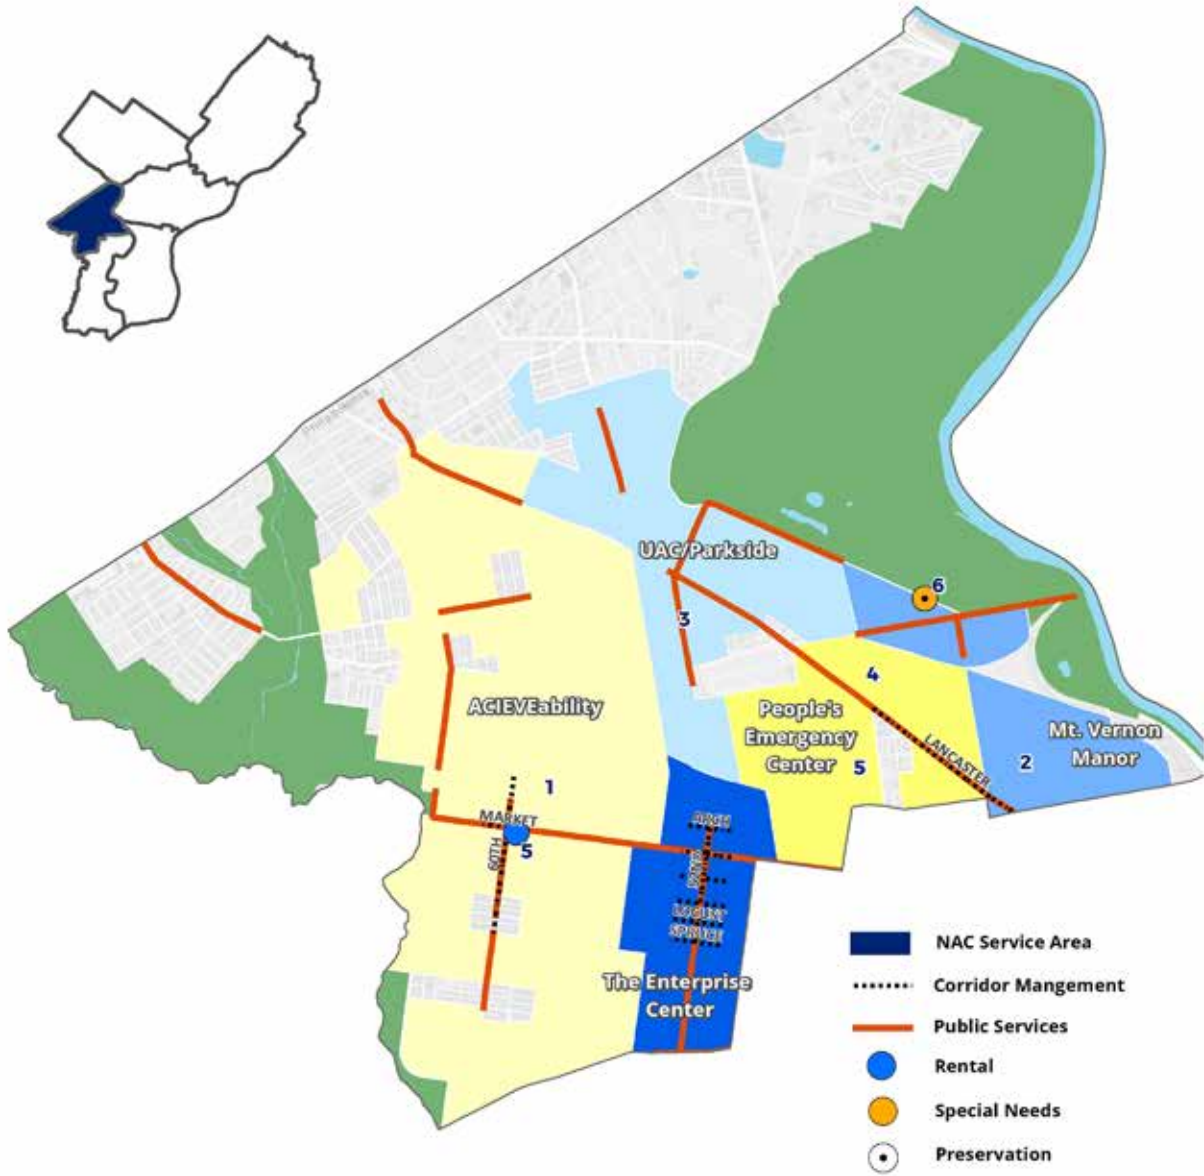 6
UAC/Parkside
3
4
ACIEVEability
People's
Emergency
Center
5
LANCASTER
Mt. Vernon
Manor
2
1
MARKET
5
60TH
ARCH
52ND
LOCUST
SPRUCE
The Enterprise
Center
NAC Service Area
Corridor Mangement
Public Services
Rental
Special Needs
Preservation